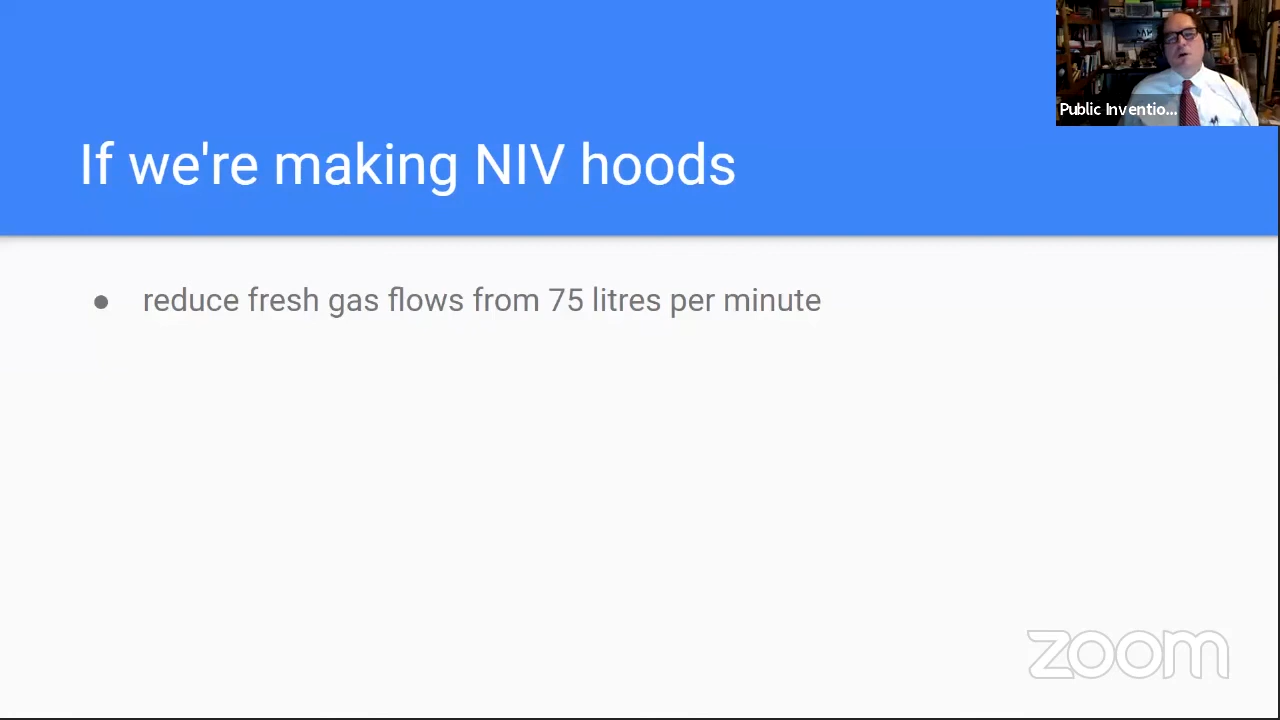 Public Inventio...
If we're making NIV hoods
● reduce fresh gas flows from 75 litres per minute
zoom